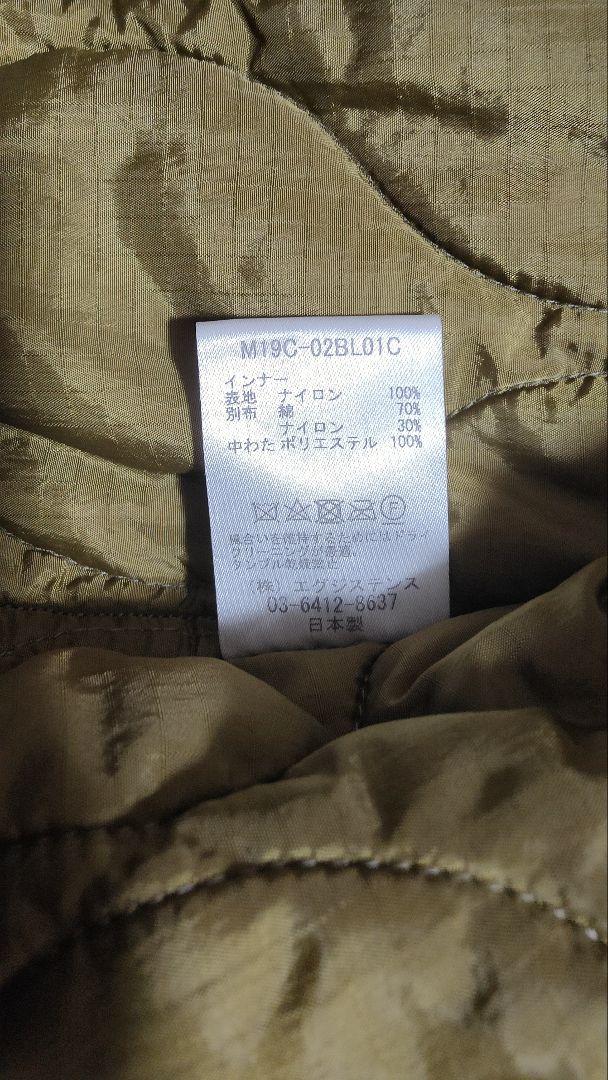 M19C-02BL01C
インナー
表地 ナイロン 100%
別布 綿 70%
ナイロン 30%
中わた ポリエステル 100%
F
風合いを維持するためにはドライ
クリーニングが最適。
タンブル乾燥禁止
(株) エグジステンス
03-6412-8637
日本製